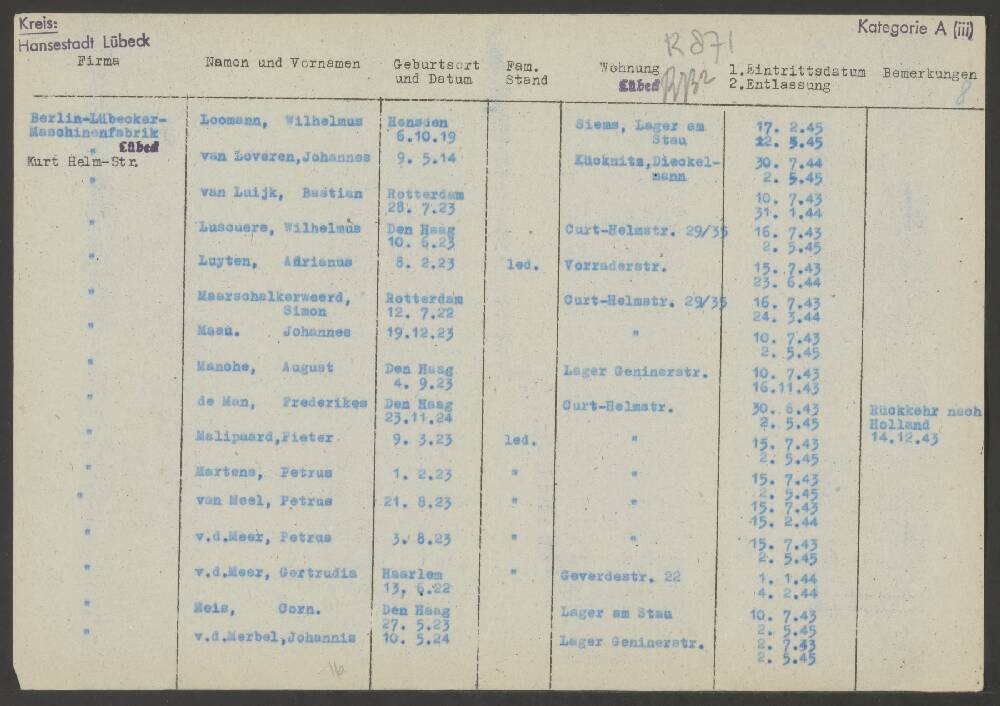 Kreis:
Hansestadt Lübeck
Kategorie A (iii)
R 871
Firma Namen und Vornamen Geburtsort und Datum Fam. Stand Wohnung Lübeck 1.Eintrittsdatum 2.Entlassung Bemerkungen
8
Berlin-Lübecker- Loomann, Wilhelmus Siems, Lager am 17. 2.45
Maschinenfabrik 6.10.19 Stau 22. 5.45
Lübeck
Kurt Helm-Str. van Loveren,Johannes 9. 5.14 Kücknitz,Dieckel- 30. 7.44
" mann 2. 5.45
van Luijk, Bastian Rotterdam 10. 7.43
28. 7.23 31. 1.44
" Luscuere, Wilhelmus Den Haag Curt-Helmstr. 29/35 16. 7.43
10. 6.23 2. 5.45
" Luyten, Adrianus 8. 2.23 led. Vorraderstr. 15. 7.43
23. 6.44
" Maarschalkerweerd, Rotterdam Curt-Helmstr. 29/35 16. 7.43
Simon 12. 7.22 24. 3.44
" Johannes 19.12.23 " 10. 7.43
2. 5.45
" Manche, August Den Haag Lager Geninerstr. 10. 7.43
4. 9.23 16.11.43
" de Man, Frederikes Den Haag Curt-Helmstr. 30. 6.43 Rückkehr nach
23.11.24 2. 5.45 Holland
" Malipaard,Pieter 9. 3.23 led. " 15. 7.43 14.12.43
2. 5.45
" Martens, Petrus 1. 2.23 " " 15. 7.43
2. 5.45
" van Meel, Petrus 21. 8.23 " " 15. 7.43
15. 2.44
" v.d.Meer, Petrus 3. 8.23 " " 15. 7.43
2. 5.45
" v.d.Meer, Gertrudia Haarlem " Geverdestr. 22 1. 1.44
13, 6.22 4. 2.44
" Meis, Corn. Den Haag Lager am Stau 10. 7.43
27. 5.23 2. 5.45
" v.d.Merbel,Johannis 10. 5.24 Lager Geninerstr. 2. 7.43
2. 5.45
16